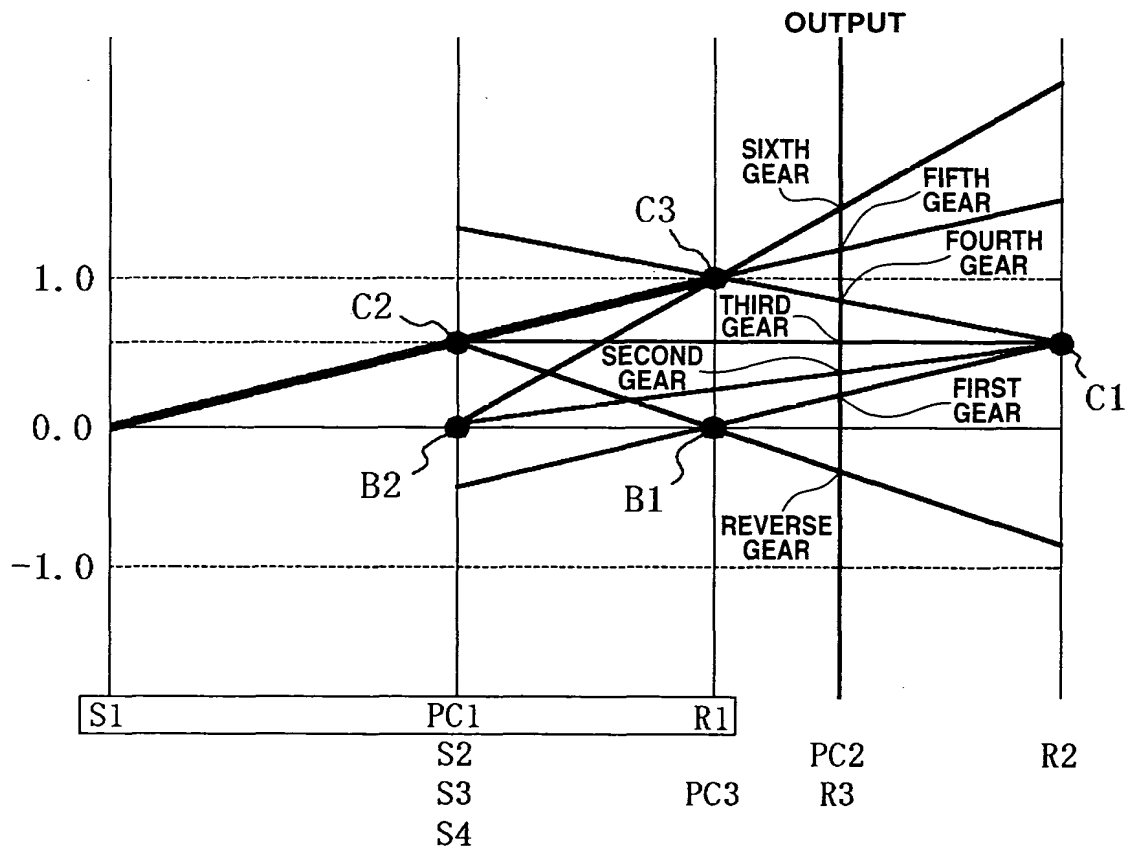 OUTPUT
SIXTH
GEAR
FIFTH
GEAR
C3
FOURTH
GEAR
1.0
C2
THIRD
GEAR
SECOND
GEAR
FIRST
GEAR
C1
0.0
B2
B1
REVERSE
GEAR
-1.0
S1 PC1 R1
S2 PC2 R2
S3 PC3 R3
S4